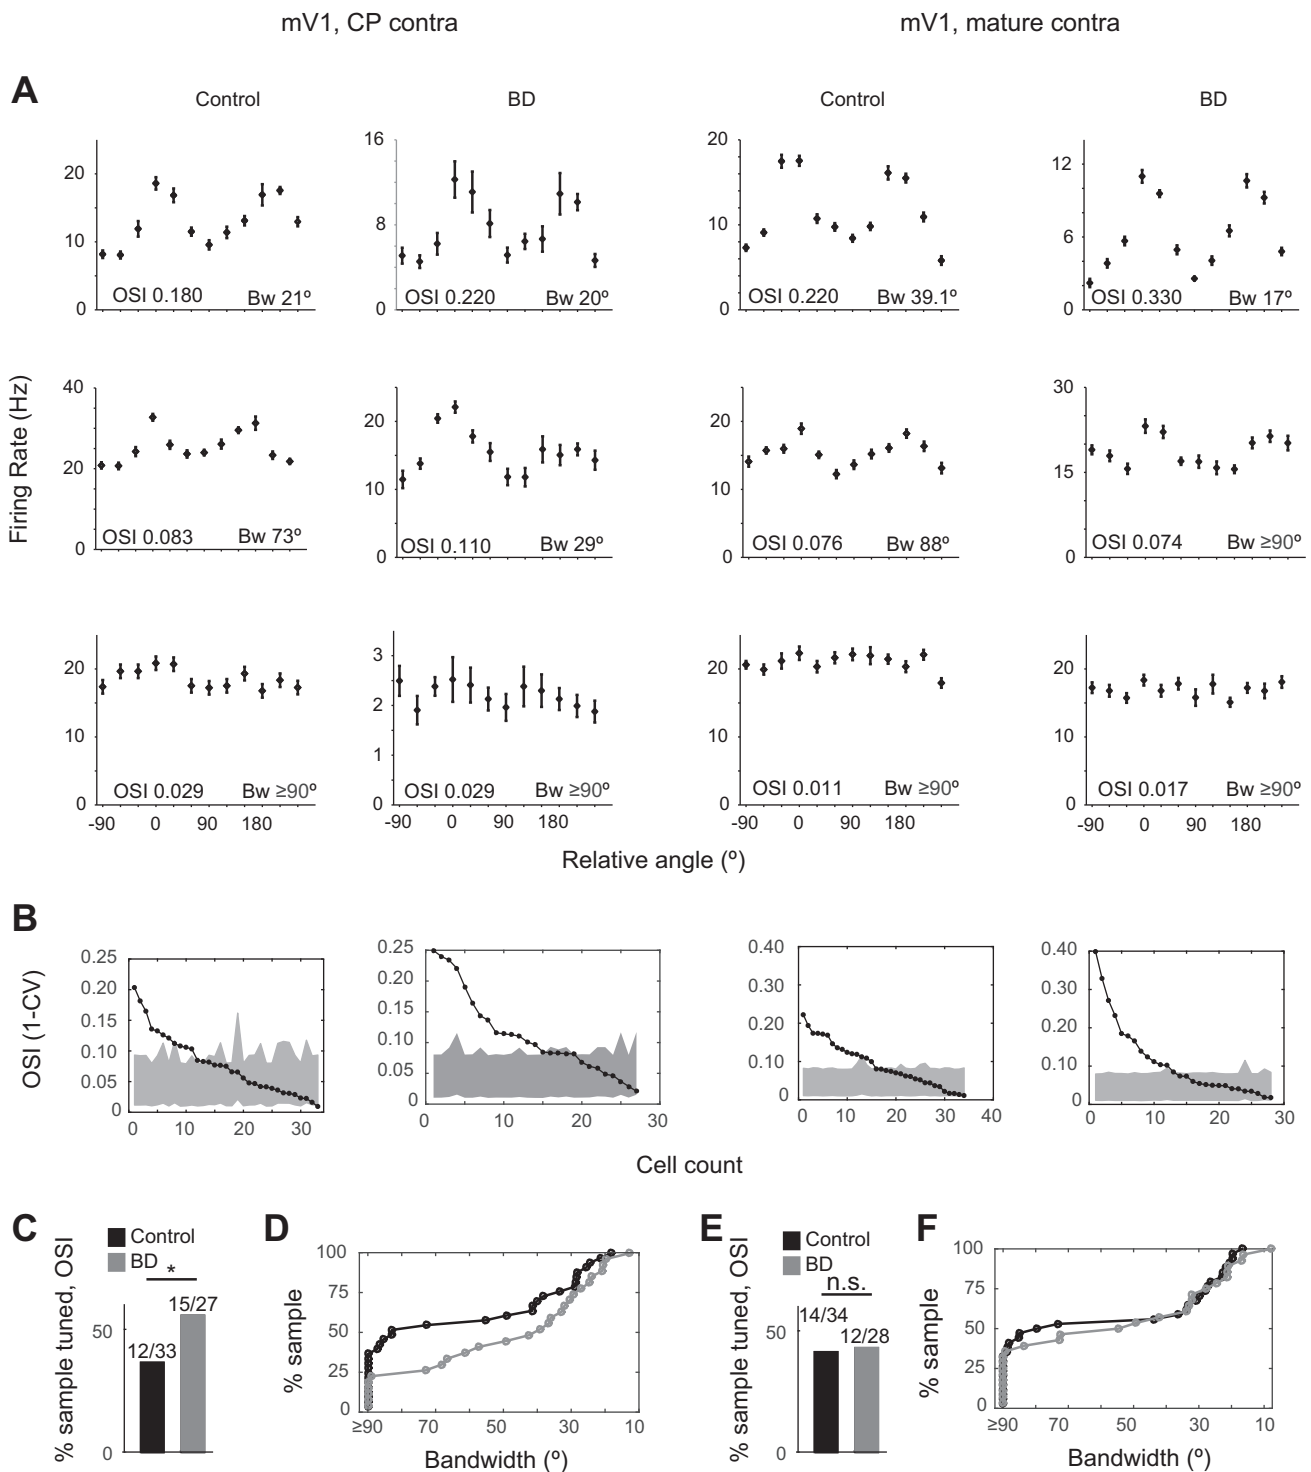 mV1, CP contra
mV1, mature contra
A
Control
BD
Control
BD
20
10
0
OSI 0.180
Bw 21º
16
8
0
OSI 0.220
Bw 20º
20
10
0
OSI 0.220
Bw 39.1º
12
6
0
OSI 0.330
Bw 17º
Firing Rate (Hz)
40
20
0
OSI 0.083
Bw 73º
20
10
0
OSI 0.110
Bw 29º
20
10
0
OSI 0.076
Bw 88º
30
15
0
OSI 0.074
Bw ≥90º
20
10
0
OSI 0.029
Bw ≥90º
-90 0 90 180
3
2
1
0
OSI 0.029
Bw ≥90º
-90 0 90 180
20
10
0
OSI 0.011
Bw ≥90º
-90 0 90 180
20
10
0
OSI 0.017
Bw ≥90º
-90 0 90 180
Relative angle (º)
B
OSI (1-CV)
0.25
0.20
0.15
0.10
0.05
0
0 10 20 30
0.25
0.20
0.15
0.10
0.05
0
0 10 20 30
0.40
0.30
0.20
0.10
0
0 10 20 30 40
0.40
0.30
0.20
0.10
0
0 10 20 30
Cell count
C
% sample tuned, OSI
Control
BD
*
15/27
12/33
50
0
D
% sample
100
75
50
25
0
≥90 70 50 30 10
Bandwidth (º)
E
% sample tuned, OSI
Control
BD
n.s.
14/34
12/28
50
0
F
% sample
100
75
50
25
0
≥90 70 50 30 10
Bandwidth (º)